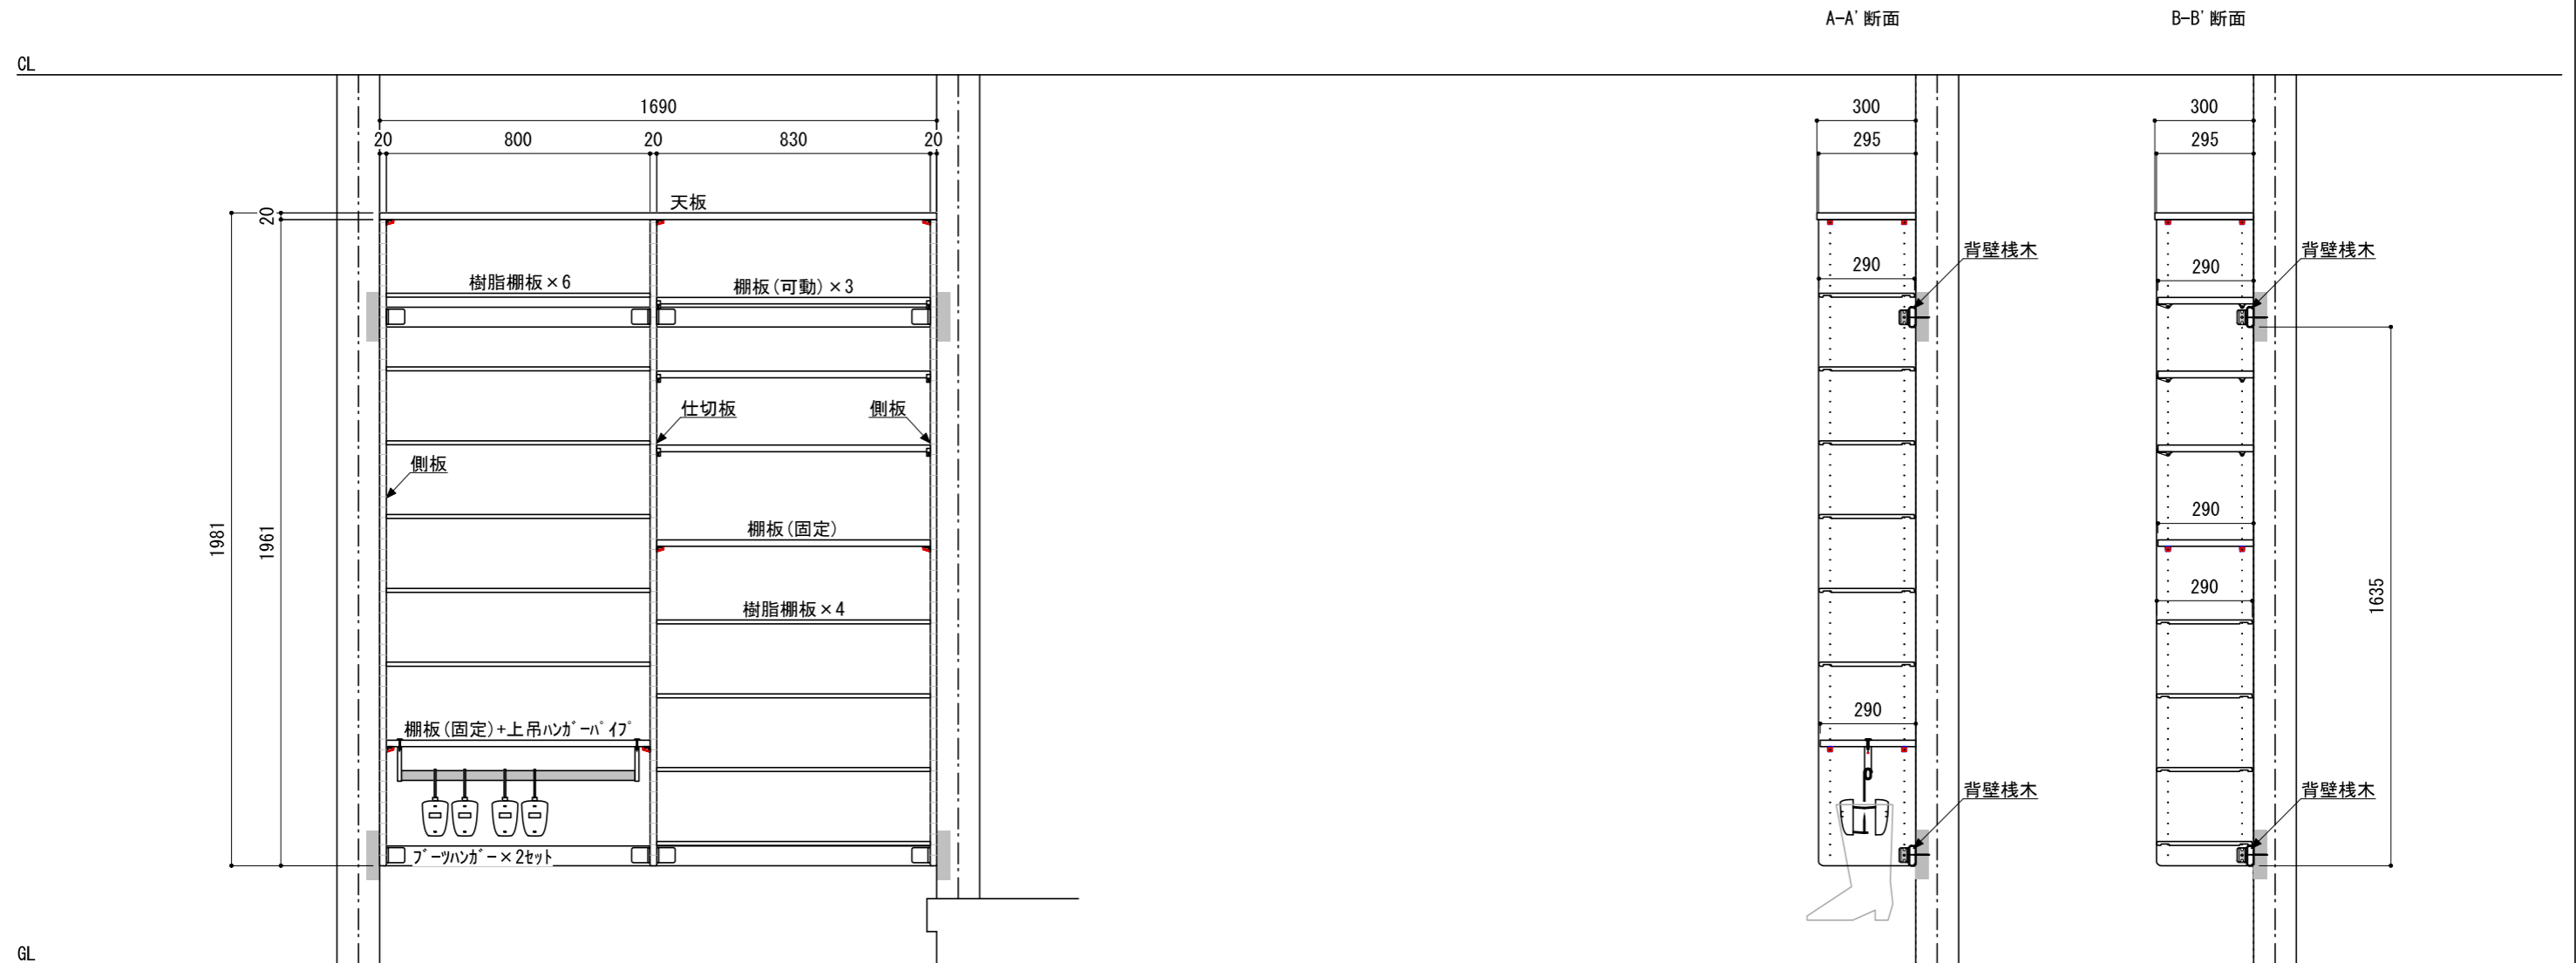 A-A'断面
B-B'断面
CL
1690
20
800
20
830
20
300
295
300
295
天板
20
樹脂棚板×6
棚板(可動)×3
290
背壁桟木
290
背壁桟木
仕切板
側板
側板
1981
1961
棚板(固定)
290
樹脂棚板×4
290
1635
棚板(固定)+上吊ﾊﾝｶﾞｰﾊﾟｲﾌﾟ
290
背壁桟木
背壁桟木
ﾌﾞｰﾂﾊﾝｶﾞｰ×2ｾｯﾄ
GL